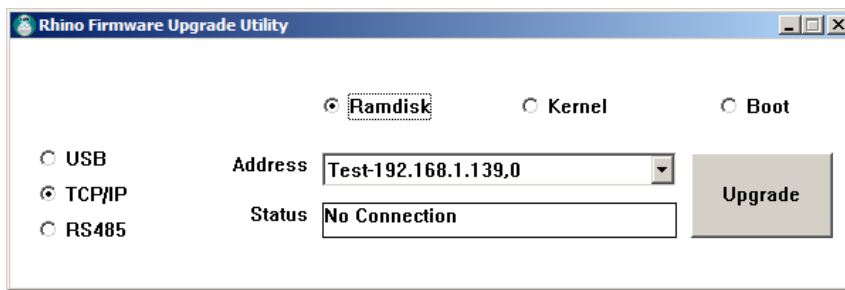 Rhino Firmware Upgrade Utility
Ramdisk Kernel Boot
USB
TCP/IP
RS485
Address Test-192.168.1.139,0
Status No Connection
Upgrade